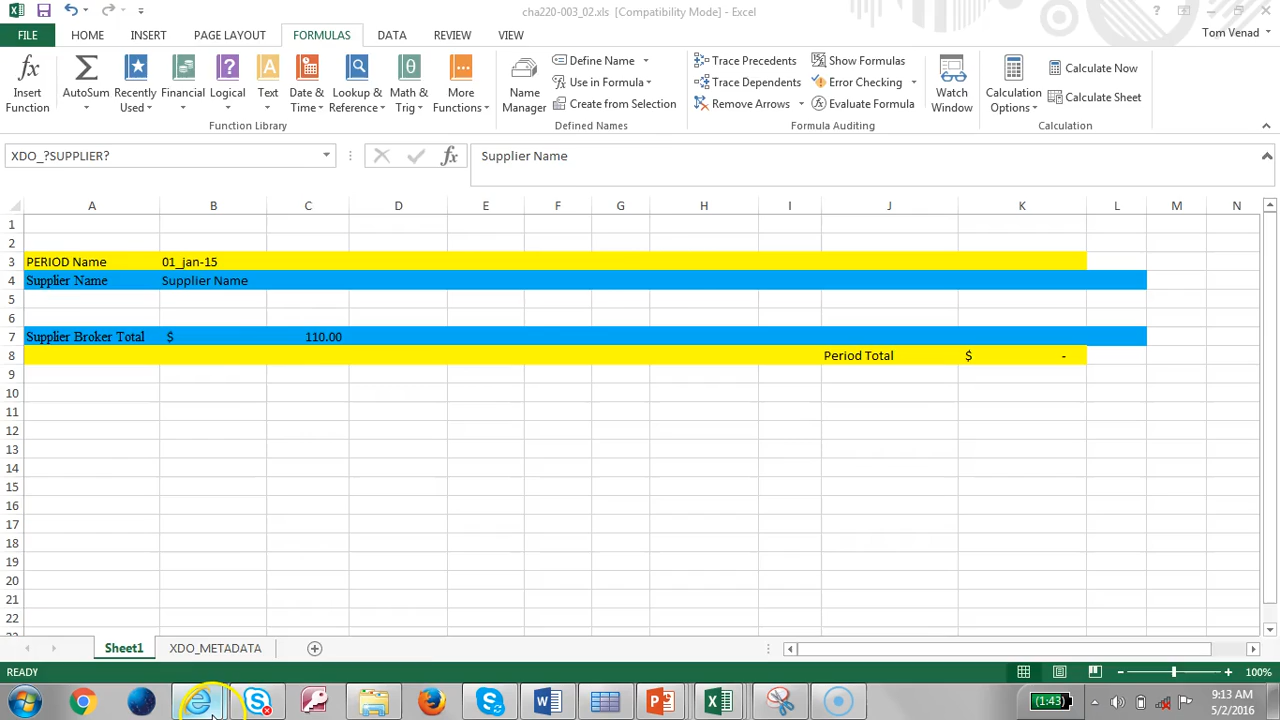 cha220-003_02.xls [Compatibility Mode] - Excel
FILE HOME INSERT PAGE LAYOUT FORMULAS DATA REVIEW VIEW Tom Venad
Insert Function
AutoSum
Recently Used
Financial
Logical
Text
Date & Time
Lookup & Reference
Math & Trig
More Functions
Function Library
Name Manager
Define Name
Use in Formula
Create from Selection
Defined Names
Trace Precedents
Trace Dependents
Remove Arrows
Show Formulas
Error Checking
Evaluate Formula
Formula Auditing
Watch Window
Calculation Options
Calculate Now
Calculate Sheet
Calculation
XDO_?SUPPLIER? fx Supplier Name
A B C D E F G H I J K L M N
1
2
3 PERIOD Name 01_jan-15
4 Supplier Name Supplier Name
5
6
7 Supplier Broker Total $ 110.00
8 Period Total $ -
9
10
11
12
13
14
15
16
17
18
19
20
21
22
Sheet1 XDO_METADATA
READY 100%
(1:43) 9:13 AM
5/2/2016